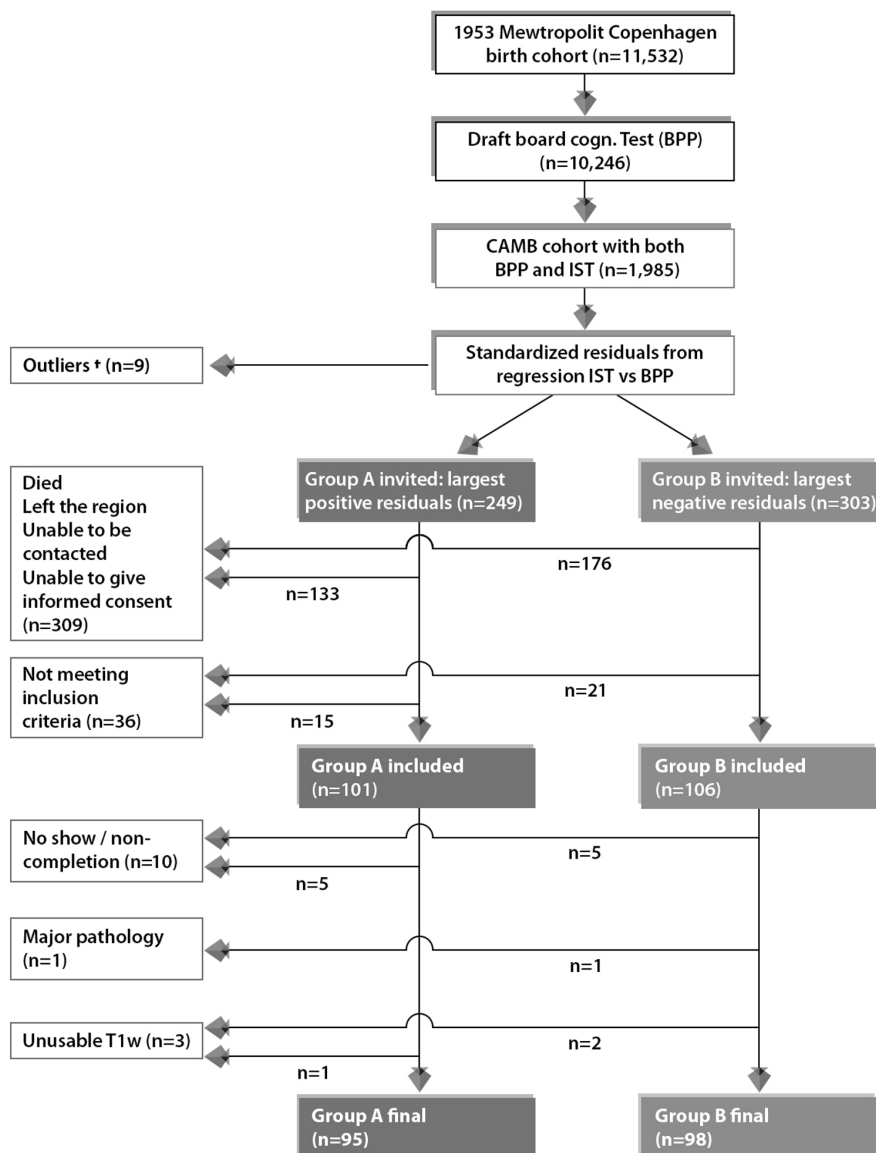 1953 Mewtropolit Copenhagen
birth cohort (n=11,532)
Draft board cogn. Test (BPP)
(n=10,246)
CAMB cohort with both
BPP and IST (n=1,985)
Standardized residuals from
regression IST vs BPP
Outliers † (n=9)
Group A invited: largest
positive residuals (n=249)
Group B invited: largest
negative residuals (n=303)
Died
Left the region
Unable to be
contacted
Unable to give
informed consent
(n=309)
n=176
n=133
Not meeting
inclusion
criteria (n=36)
n=21
n=15
Group A included
(n=101)
Group B included
(n=106)
No show / non-
completion (n=10)
n=5
n=5
Major pathology
(n=1)
n=1
Unusable T1w (n=3)
n=2
n=1
Group A final
(n=95)
Group B final
(n=98)